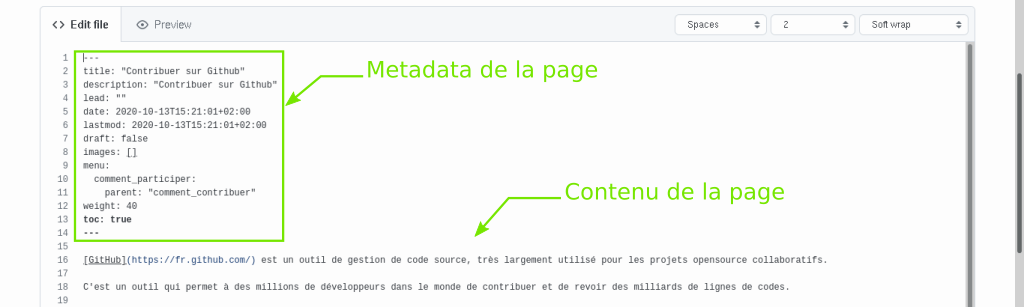 <> Edit file Preview Spaces 2 Soft wrap
1 ---
2 title: "Contribuer sur Github"
3 description: "Contribuer sur Github"
4 lead: ""
5 date: 2020-10-13T15:21:01+02:00
6 lastmod: 2020-10-13T15:21:01+02:00
7 draft: false
8 images: []
9 menu:
10 comment_participer:
11 parent: "comment_contribuer"
12 weight: 40
13 toc: true
14 ---
15
16 [GitHub](https://fr.github.com/) est un outil de gestion de code source, très largement utilisé pour les projets opensource collaboratifs.
17
18 C'est un outil qui permet à des millions de développeurs dans le monde de contribuer et de revoir des milliards de lignes de codes.
19
Metadata de la page
Contenu de la page